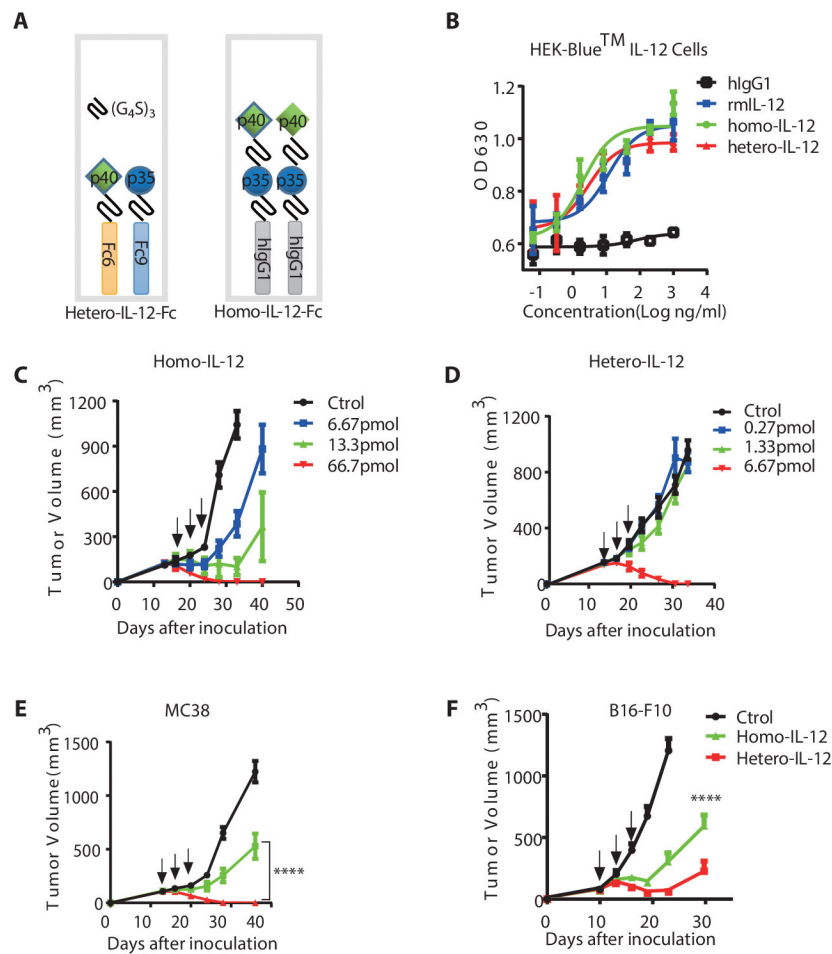 A
(G4S)3
p40 p35
Fc6 Fc9
Hetero-IL-12-Fc
p40 p40
p35 p35
hIgG1 hIgG1
Homo-IL-12-Fc
B
HEK-Blue™ IL-12 Cells
OD630
1.2
1.0
0.8
0.6
-1 0 1 2 3 4
Concentration(Log ng/ml)
hIgG1
rmIL-12
homo-IL-12
hetero-IL-12
C
Homo-IL-12
Tumor Volume (mm3)
1200
900
600
300
0
0 10 20 30 40 50
Days after inoculation
Ctrol
6.67pmol
13.3pmol
66.7pmol
D
Hetero-IL-12
Tumor Volume (mm3)
1200
800
400
0
0 10 20 30 40
Days after inoculation
Ctrol
0.27pmol
1.33pmol
6.67pmol
E
MC38
Tumor Volume(mm3)
1500
1000
500
0
0 10 20 30 40
Days after inoculation
****
F
B16-F10
Tumor Volume (mm3)
1500
1000
500
0
0 10 20 30
Days after inoculation
Ctrol
Homo-IL-12
Hetero-IL-12
****